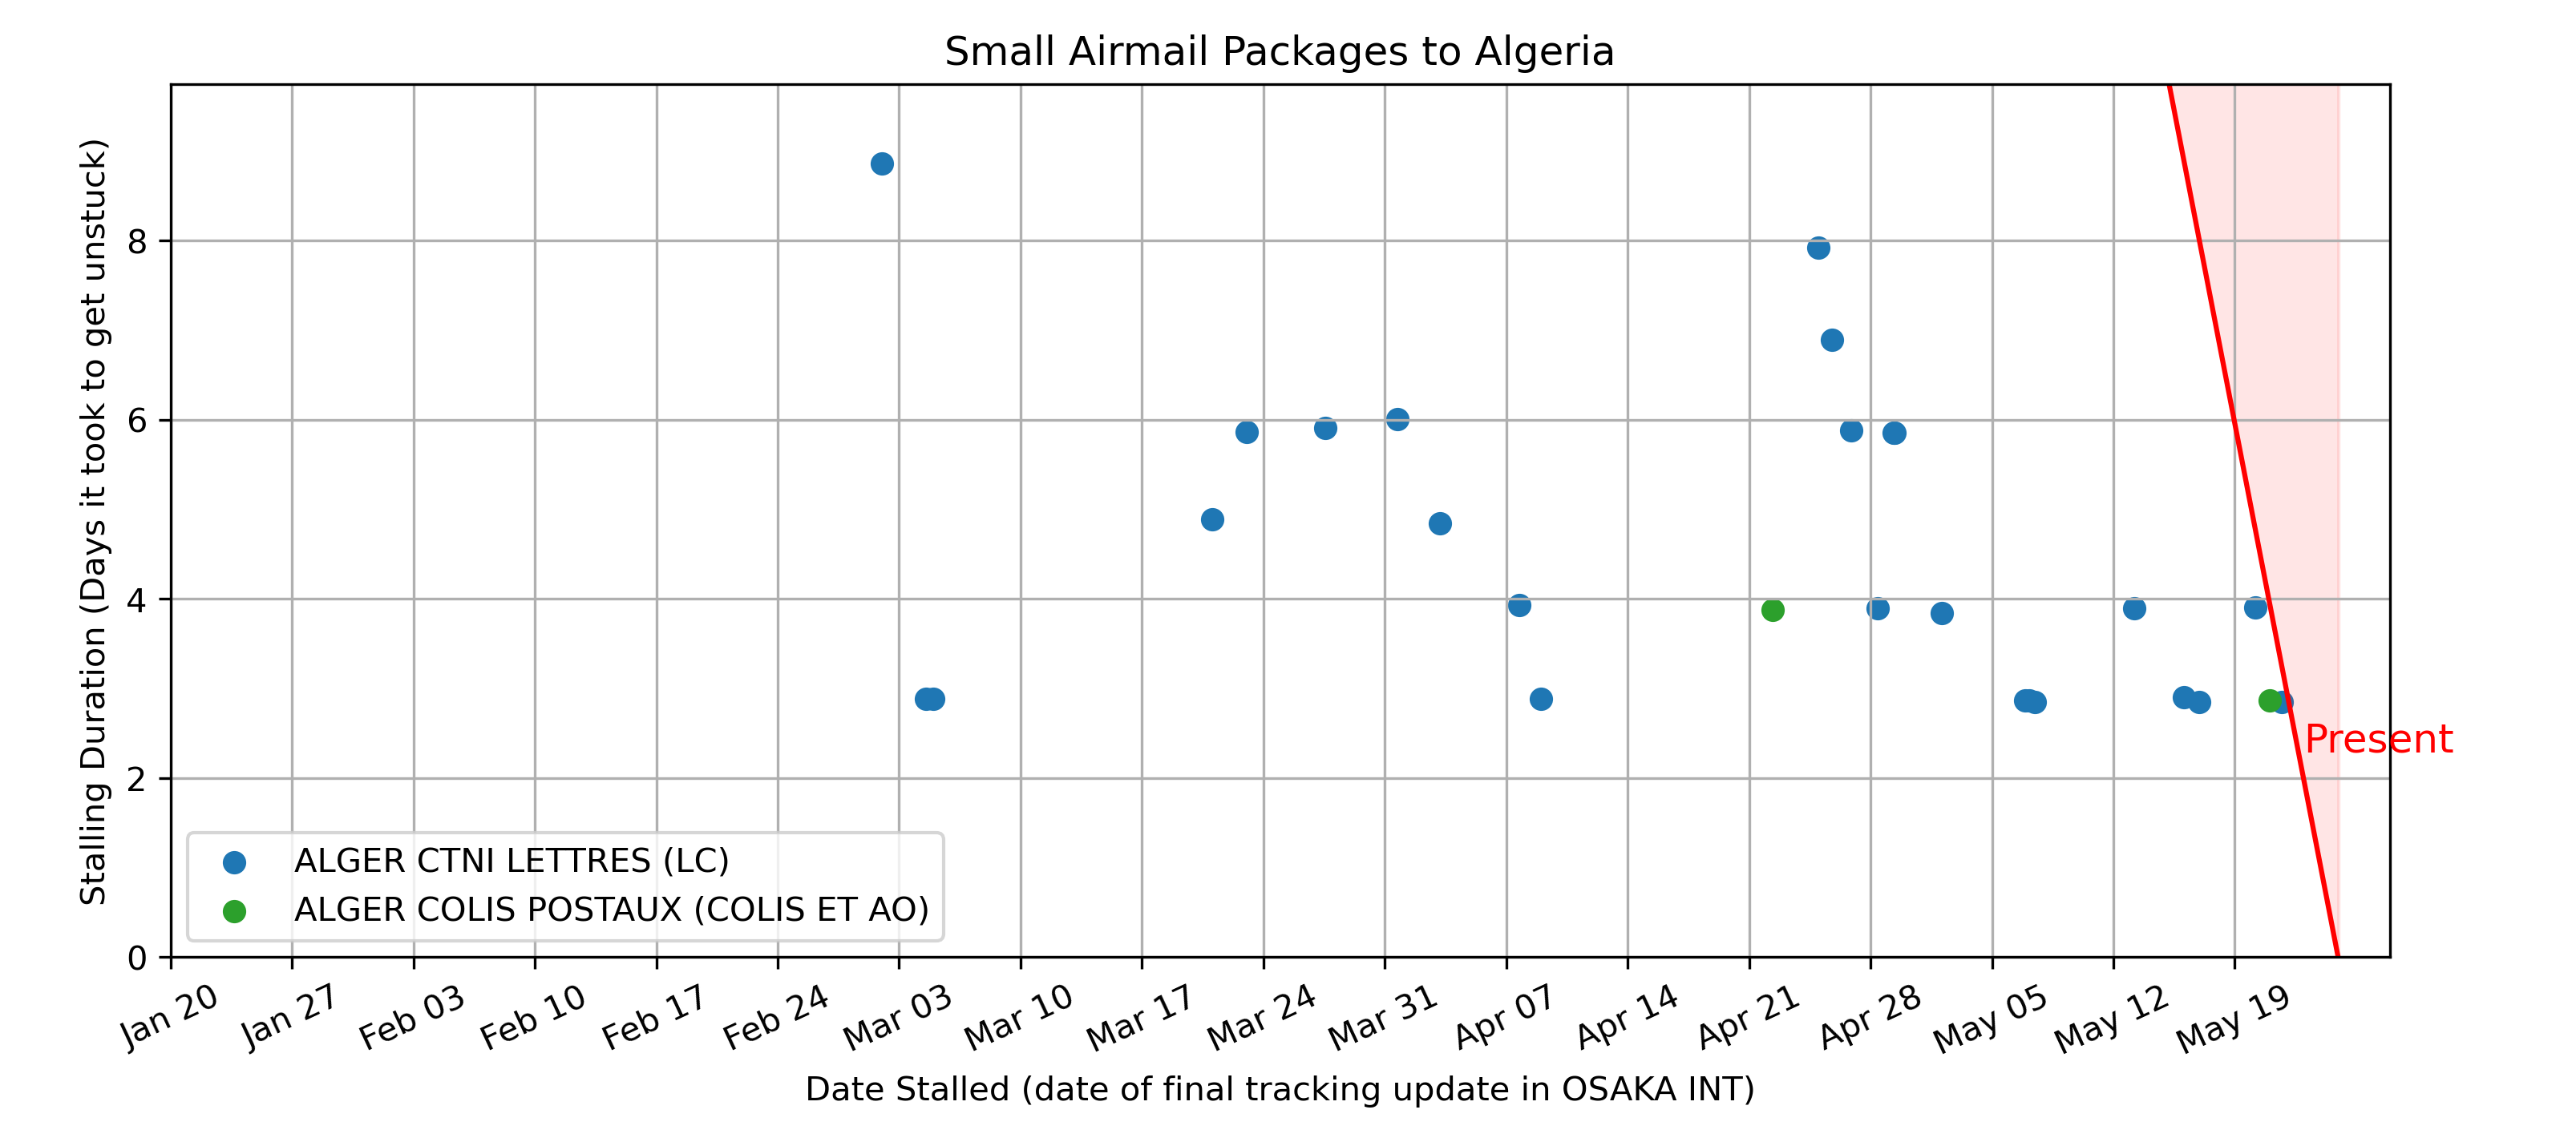 Small Airmail Packages to Algeria
Stalling Duration (Days it took to get unstuck)
8
6
4
2
0
Present
ALGER CTNI LETTRES (LC)
ALGER COLIS POSTAUX (COLIS ET AO)
Jan 20
Jan 27
Feb 03
Feb 10
Feb 17
Feb 24
Mar 03
Mar 10
Mar 17
Mar 24
Mar 31
Apr 07
Apr 14
Apr 21
Apr 28
May 05
May 12
May 19
Date Stalled (date of final tracking update in OSAKA INT)